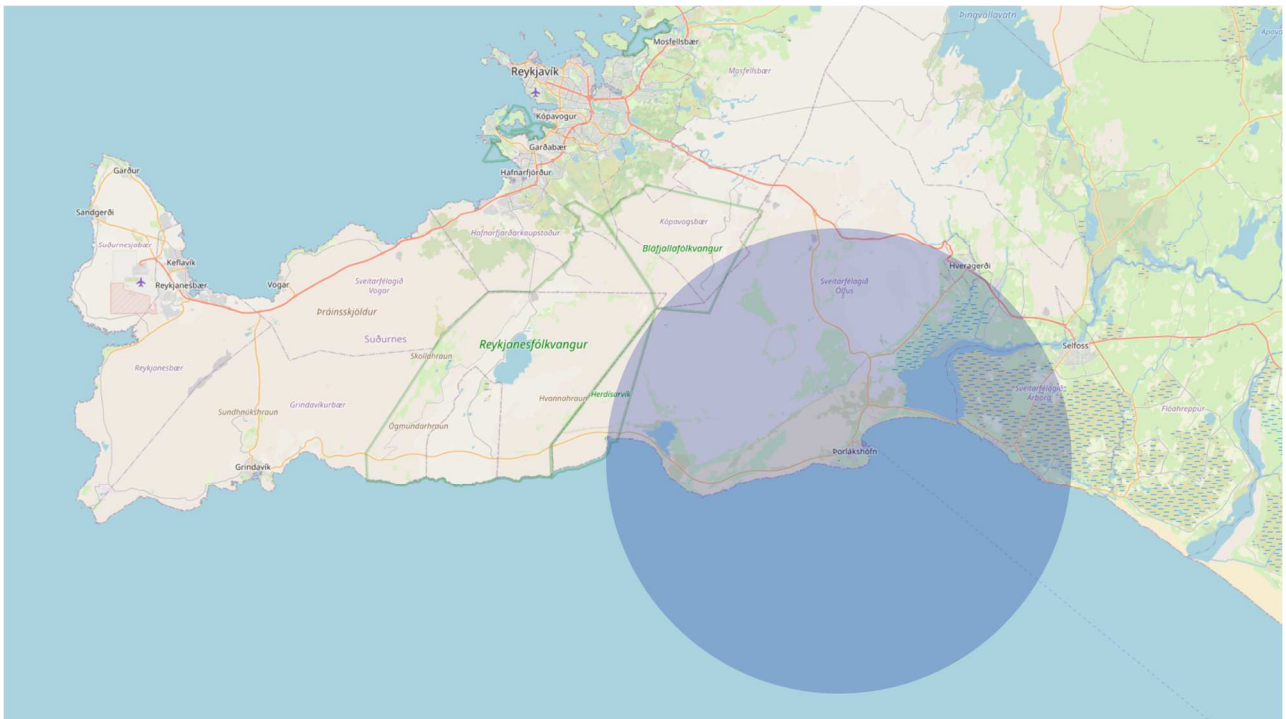 Þingvallavatn
Mosfellsbær
Reykjavík
Mosfellsbær
Kópavogur
Garðabær
Hafnarfjörður
Garður
Sandgerði
Kópavogsbær
Hafnarfjarðarkaupstaður
Suðurnesjabær
Bláfjallafólkvangur
Keflavík
Hveragerði
Reykjanesbær
Vogar
Sveitarfélagið
Vogar
Sveitarfélagið
Ölfus
Þráinsskjöldur
Suðurnes
Reykjanesfólkvangur
Selfoss
Skollahraun
Reykjanesbær
Sveitarfélagið
Árborg
Herdísarvík
Hvannahraun
Grindavíkurbær
Sundhnúkshraun
Flóahreppur
Ögmundarhraun
Þorlákshöfn
Grindavík